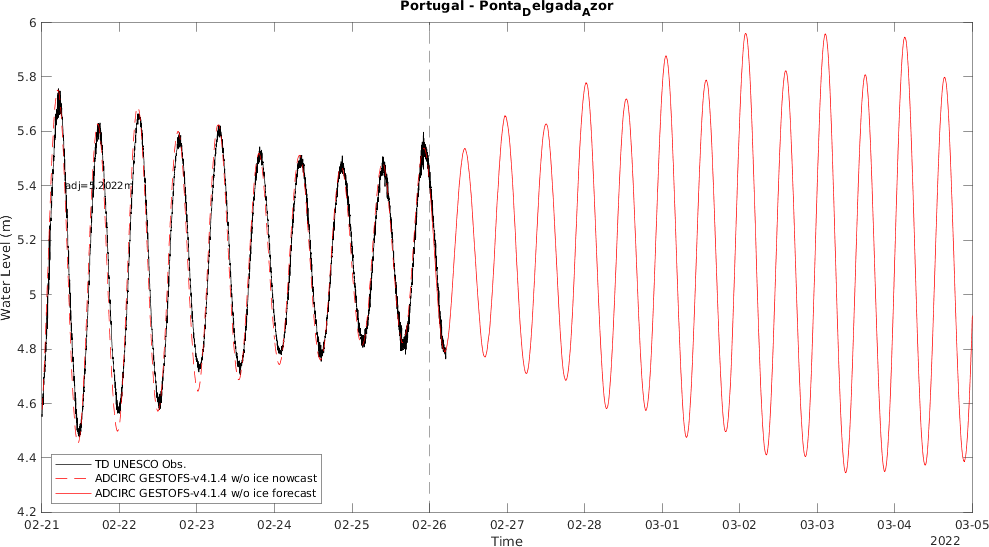 Portugal - PontaDelgadaAzor
6
5.8
5.6
5.4
5.2
5
4.8
4.6
4.4
4.2
Water Level (m)
adj=5.2022m
TD UNESCO Obs.
ADCIRC GESTOFS-v4.1.4 w/o ice nowcast
ADCIRC GESTOFS-v4.1.4 w/o ice forecast
02-21 02-22 02-23 02-24 02-25 02-26 02-27 02-28 03-01 03-02 03-03 03-04 03-05
Time
2022